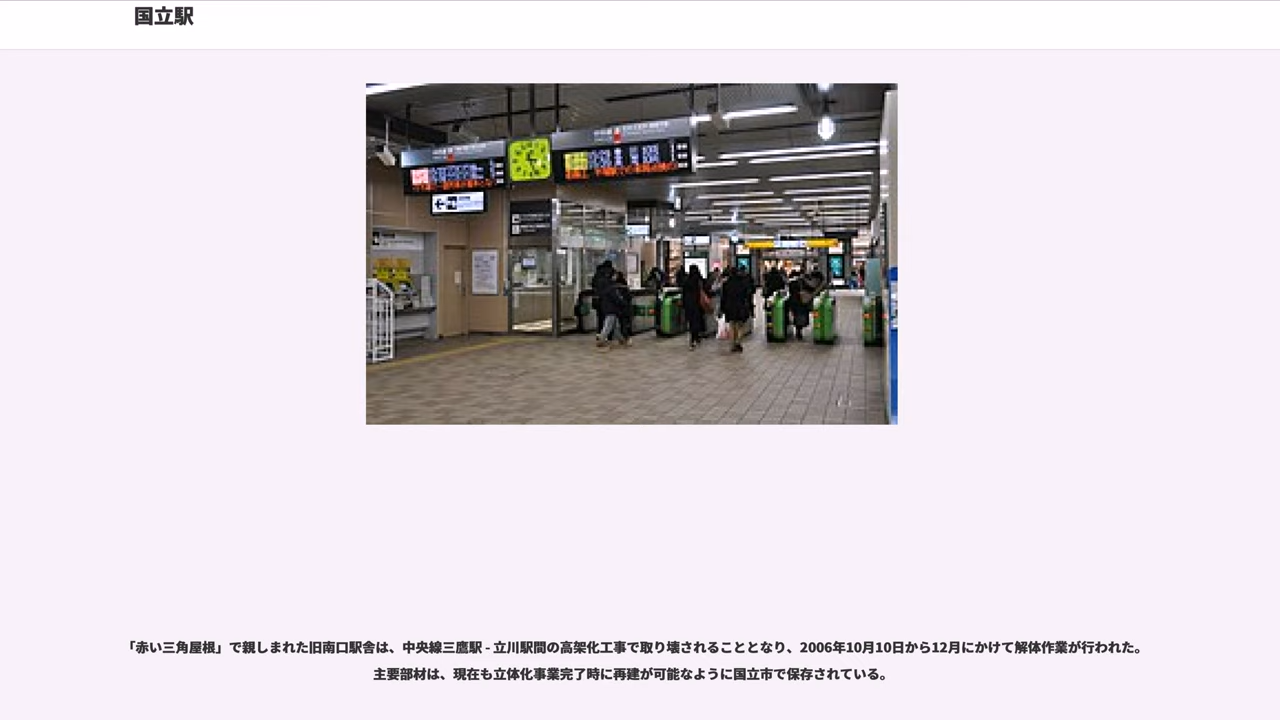 国立駅
「赤い三角屋根」で親しまれた旧南口駅舎は、中央線三鷹駅 - 立川駅間の高架化工事で取り壊されることとなり、2006年10月10日から12月にかけて解体作業が行われた。
主要部材は、現在も立体化事業完了時に再建が可能なように国立市で保存されている。